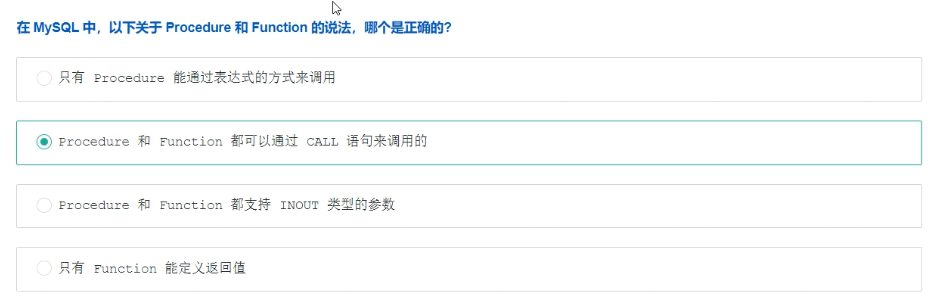 在 MySQL 中，以下关于 Procedure 和 Function 的说法，哪个是正确的?
只有 Procedure 能通过表达式的方式来调用
Procedure 和 Function 都可以通过 CALL 语句来调用的
Procedure 和 Function 都支持 INOUT 类型的参数
只有 Function 能定义返回值